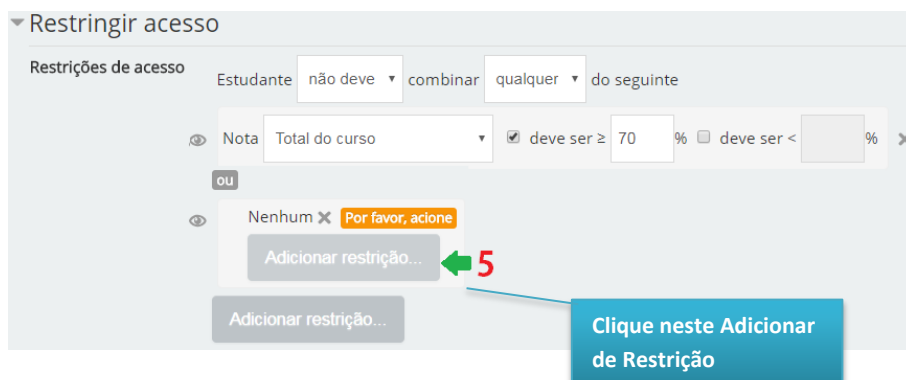 Restringir acesso
Restrições de acesso
Estudante não deve combinar qualquer do seguinte
Nota Total do curso deve ser ≥ 70 % deve ser < %
ou
Nenhum Por favor, acione
Adicionar restrição...
5
Adicionar restrição...
Clique neste Adicionar
de Restrição